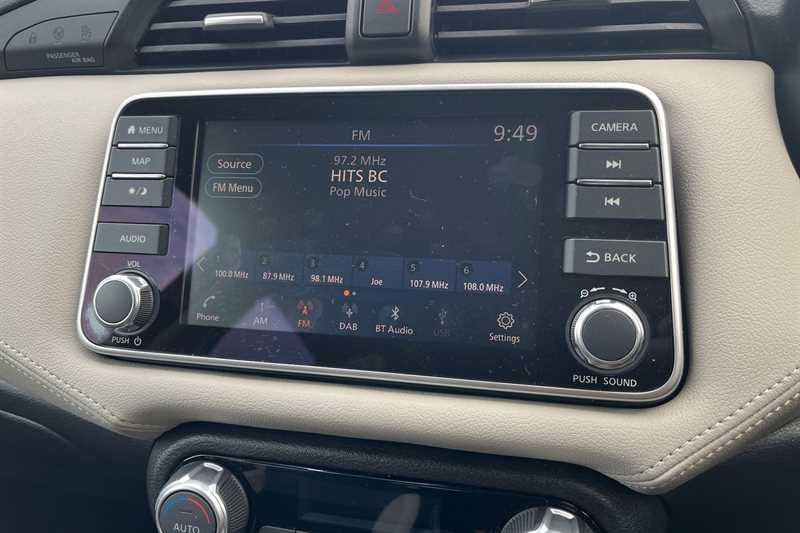 PASSENGER
AIR BAG
MENU
MAP
AUDIO
VOL
PUSH
FM
9:49
Source
FM Menu
97.2 MHz
HITS BC
Pop Music
1 2 3 4 5 6
100.0 MHz 87.9 MHz 98.1 MHz Joe 107.9 MHz 108.0 MHz
Phone AM FM DAB BT Audio USB Settings
CAMERA
BACK
PUSH SOUND
AUTO